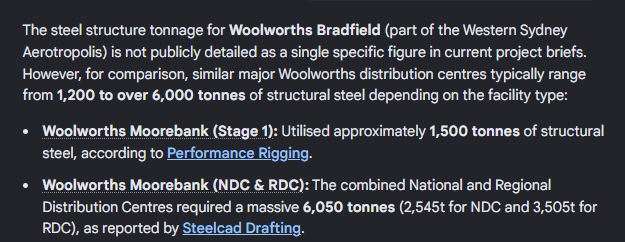 The steel structure tonnage for Woolworths Bradfield (part of the Western Sydney
Aerotropolis) is not publicly detailed as a single specific figure in current project briefs.
However, for comparison, similar major Woolworths distribution centres typically range
from 1,200 to over 6,000 tonnes of structural steel depending on the facility type:
• Woolworths Moorebank (Stage 1): Utilised approximately 1,500 tonnes of structural
steel, according to Performance Rigging.
• Woolworths Moorebank (NDC & RDC): The combined National and Regional
Distribution Centres required a massive 6,050 tonnes (2,545t for NDC and 3,505t for
RDC), as reported by Steelcad Drafting.